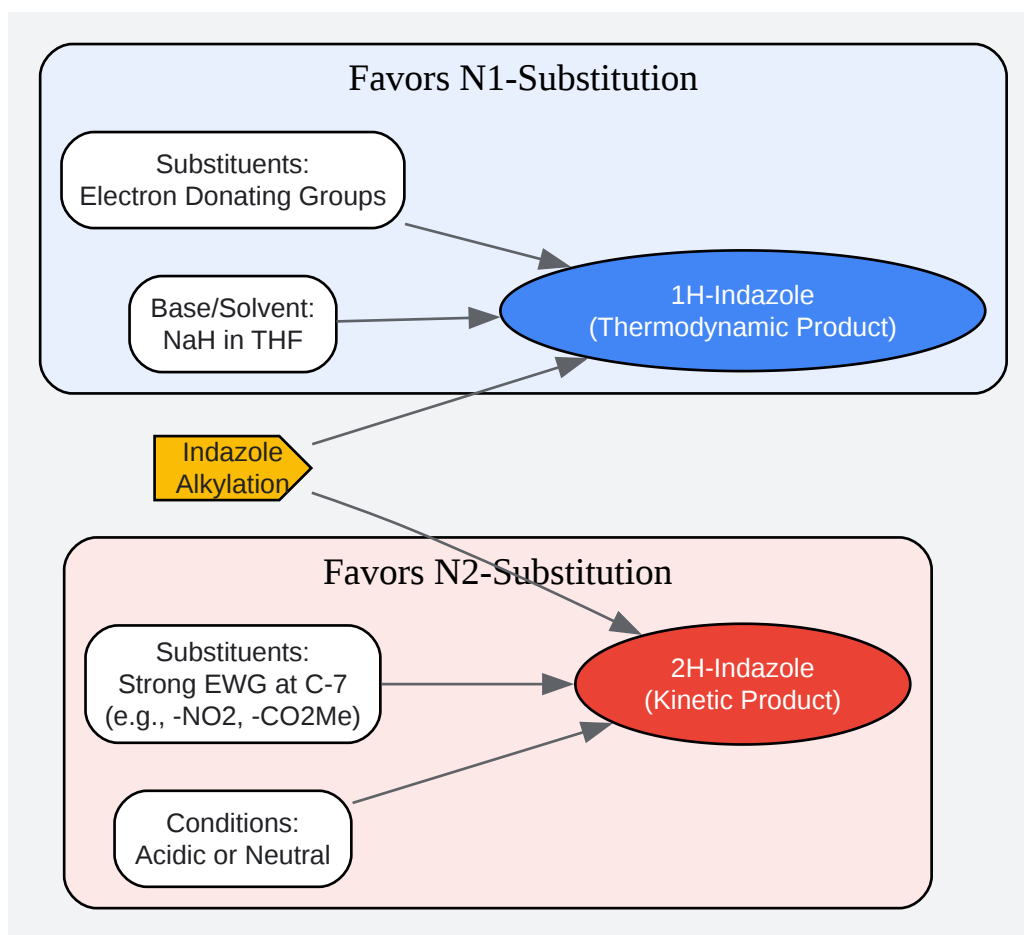 Favors N1-Substitution
Substituents:
Electron Donating Groups
Base/Solvent:
NaH in THF
1H-Indazole
(Thermodynamic Product)
Indazole
Alkylation
Favors N2-Substitution
Substituents:
Strong EWG at C-7
(e.g., -NO2, -CO2Me)
2H-Indazole
(Kinetic Product)
Conditions:
Acidic or Neutral